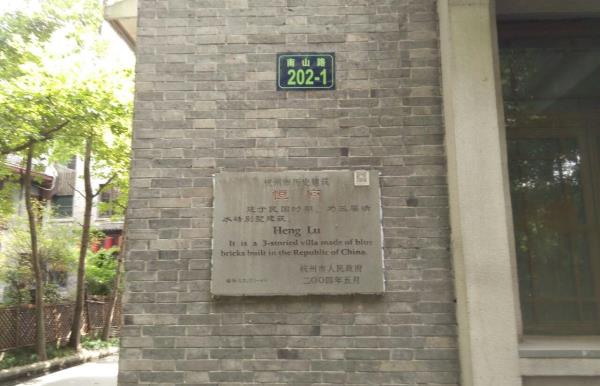 南山路
202-1
杭州市历史建筑
恒庐
建于民国时期，为三层清
水砖别墅建筑。
Heng Lu
It is a 3-storied villa made of blue
bricks built in the Republic of China.
杭州市人民政府
二〇〇四年五月